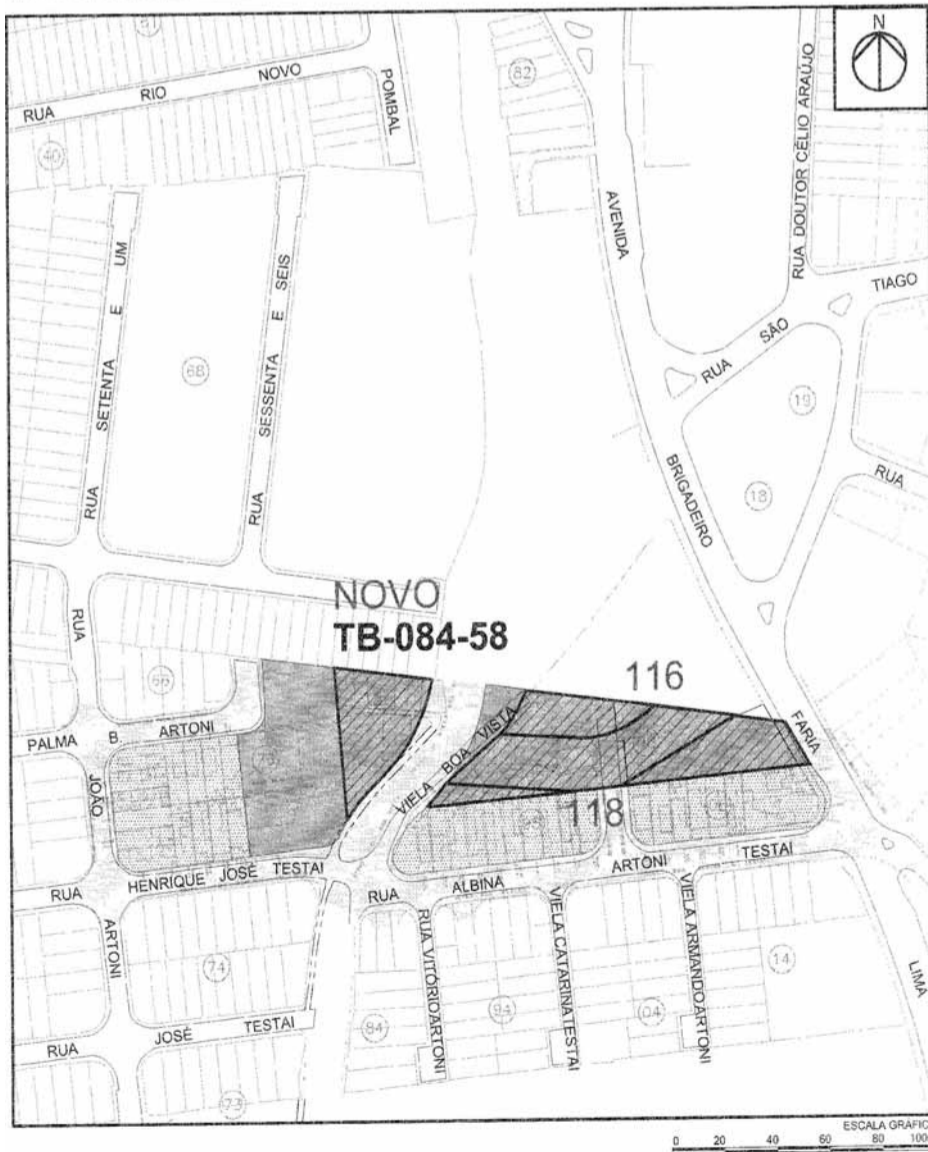 N
81
RUA RIO NOVO
POMBAL
82
40
RUA DOUTOR CÉLIO ARAÚJO
AVENIDA
RUA SETENTA E UM
RUA SESSENTA E SEIS
TIAGO
RUA SÃO
68
19
BRIGADEIRO
18
RUA
NOVO
TB-084-58
RUA
116
PALMA B. ARTONI
VIELA BOA VISTA
FARIA
JOÃO
118
RUA HENRIQUE JOSÉ TESTAI
RUA ALBINA ARTONI TESTAI
ARTONI
RUA VITÓRIO ARTONI
VIELA CATARINA TESTAI
VIELA ARMANDO ARTONI
74
14
LIMA
84
94
04
RUA JOSÉ TESTAI
73
ESCALA GRÁFIC
0 20 40 60 80 100